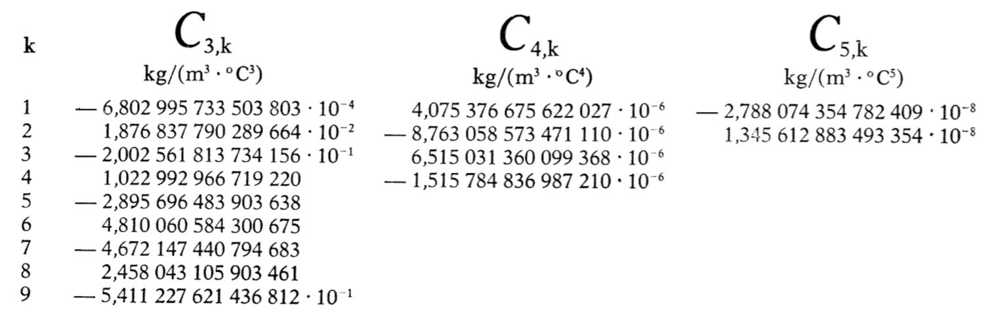 k C₃,ₖ C₄,ₖ C₅,ₖ
kg/(m³ · °C³) kg/(m³ · °C⁴) kg/(m³ · °C⁵)
1 — 6,802 995 733 503 803 · 10⁻⁴ 4,075 376 675 622 027 · 10⁻⁶ — 2,788 074 354 782 409 · 10⁻⁸
2 1,876 837 790 289 664 · 10⁻² — 8,763 058 573 471 110 · 10⁻⁶ 1,345 612 883 493 354 · 10⁻⁸
3 — 2,002 561 813 734 156 · 10⁻¹ 6,515 031 360 099 368 · 10⁻⁶
4 1,022 992 966 719 220 — 1,515 784 836 987 210 · 10⁻⁶
5 — 2,895 696 483 903 638
6 4,810 060 584 300 675
7 — 4,672 147 440 794 683
8 2,458 043 105 903 461
9 — 5,411 227 621 436 812 · 10⁻¹